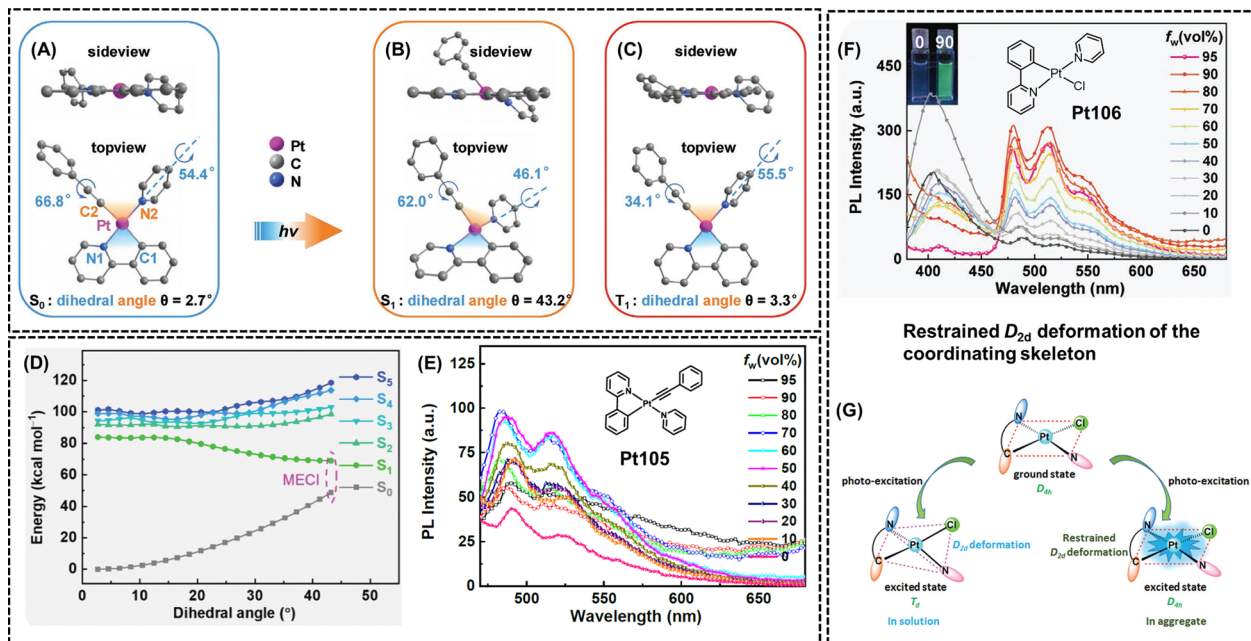 (A)
sideview
topview
66.8°
54.4°
C2
N2
Pt
N1
C1
S₀ : dihedral angle θ = 2.7°
Pt
C
N
hv
(B)
sideview
topview
46.1°
62.0°
S₁ : dihedral angle θ = 43.2°
(C)
sideview
topview
55.5°
34.1°
T₁ : dihedral angle θ = 3.3°
(D)
Energy (kcal mol⁻¹)
120
100
80
60
40
20
0
S₅
S₄
S₃
S₂
S₁
S₀
MECI
0 10 20 30 40 50
Dihedral angle (°)
(E)
PL Intensity (a.u.)
125
100
75
50
25
0
N
Pt
N
Pt105
fw(vol%)
95
90
80
70
60
50
40
30
20
10
0
500 550 600 650
Wavelength (nm)
(F)
PL Intensity (a.u.)
450
300
150
0
0 90
N
Pt
N
Cl
Pt106
fw(vol%)
95
90
80
70
60
50
40
30
20
10
0
400 450 500 550 600 650
Wavelength (nm)
Restrained D2d deformation of the
coordinating skeleton
(G)
N
Cl
Pt
C
N
ground state
D4h
photo-excitation
photo-excitation
N
Cl
Pt
C
N
D2d deformation
excited state
Td
In solution
Restrained
D2d deformation
N
Cl
Pt
C
N
excited state
D4h
In aggregate